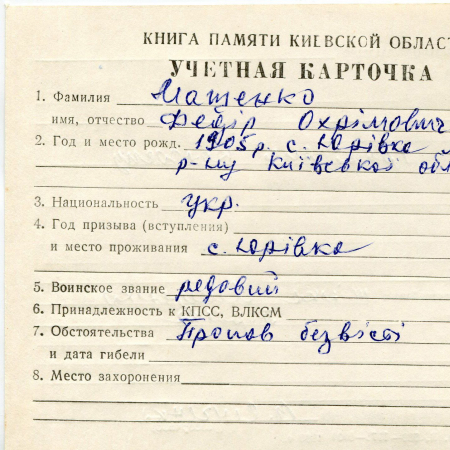 КНИГА ПАМЯТИ КИЕВСКОЙ ОБЛАСТ
УЧЕТНАЯ КАРТОЧКА
1. Фамилия Мащенко
имя, отчество Федір Охрімович
2. Год и место рожд. 1905 р. с. Юрівка
р-ну Київської обл
3. Национальность укр.
4. Год призыва (вступления)
и место проживания с. Юрівка
5. Воинское звание рядовий
6. Принадлежность к КПСС, ВЛКСМ
7. Обстоятельства Пропав безвісті
и дата гибели
8. Место захоронения